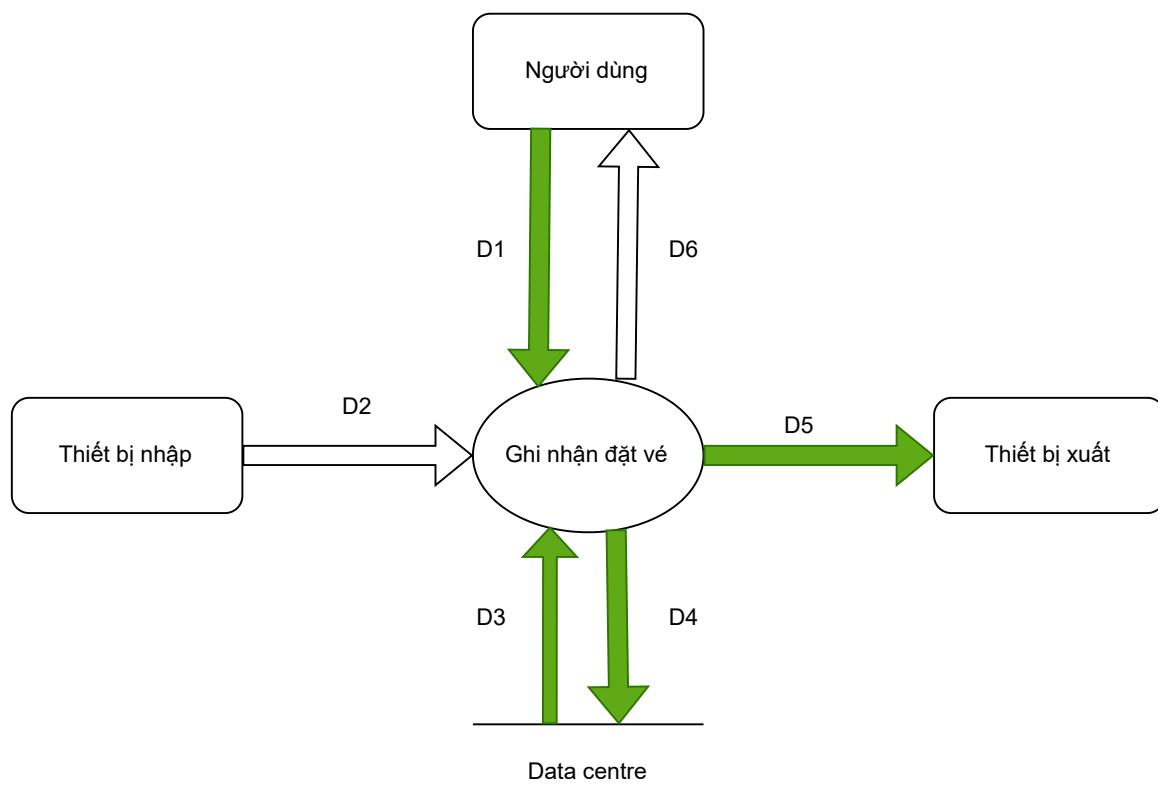 Người dùng
D1
D6
D2
D5
Thiết bị nhập
Ghi nhận đặt vé
Thiết bị xuất
D3
D4
Data centre